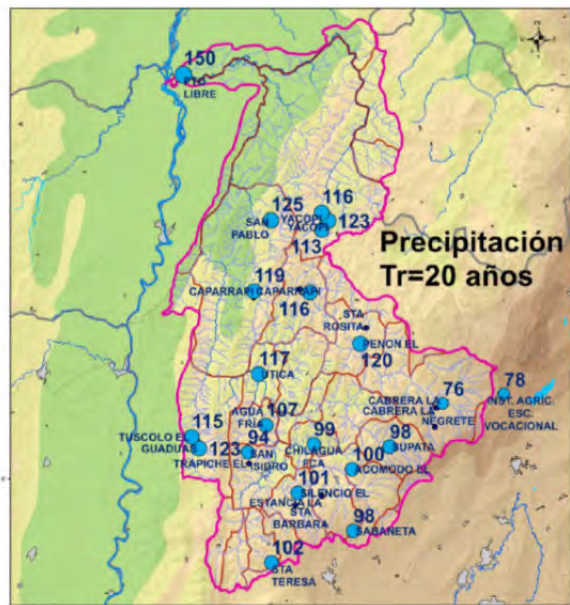 150
PTO
LIBRE
125
116
SAN
PABLO
YACOPI
YACOPI
123
113
Precipitación
Tr=20 años
119
CAPARRAPI
CAPARRAPI
116
STA
ROSITA
PENON EL
120
117
UTICA
76
78
CABRERA LA
CABRERA LA
NEGRETE
INST. AGRIC.
ESC.
VOCACIONAL
115
AGUA
FRÍA
107
TUSCOLO EL
GUADUAS
123
TRAPICHE EL
94
SAN
ISIDRO
99
CHILAGUA
FCA
98
SUPATA
100
ACOMODO EL
101
SILENCIO EL
ESTANCIA LA
STA
BARBARA
98
SABANETA
102
STA
TERESA